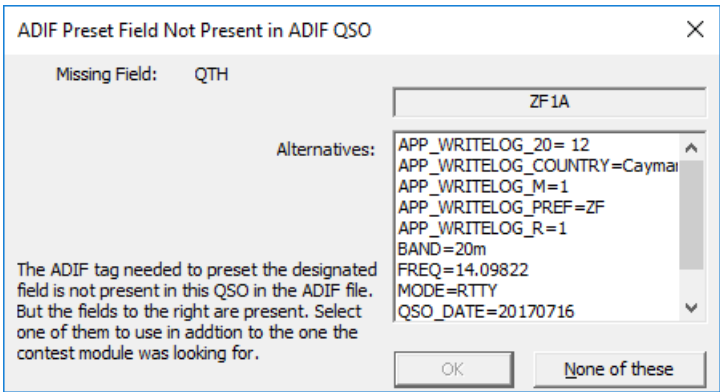 ADIF Preset Field Not Present in ADIF QSO
Missing Field: QTH
ZF1A
Alternatives:
APP_WRITELOG_20= 12
APP_WRITELOG_COUNTRY=Cayma
APP_WRITELOG_M=1
APP_WRITELOG_PREF=ZF
APP_WRITELOG_R=1
BAND=20m
FREQ=14.09822
MODE=RTTY
QSO_DATE=20170716
The ADIF tag needed to preset the designated
field is not present in this QSO in the ADIF file.
But the fields to the right are present. Select
one of them to use in addtion to the one the
contest module was looking for.
OK
None of these